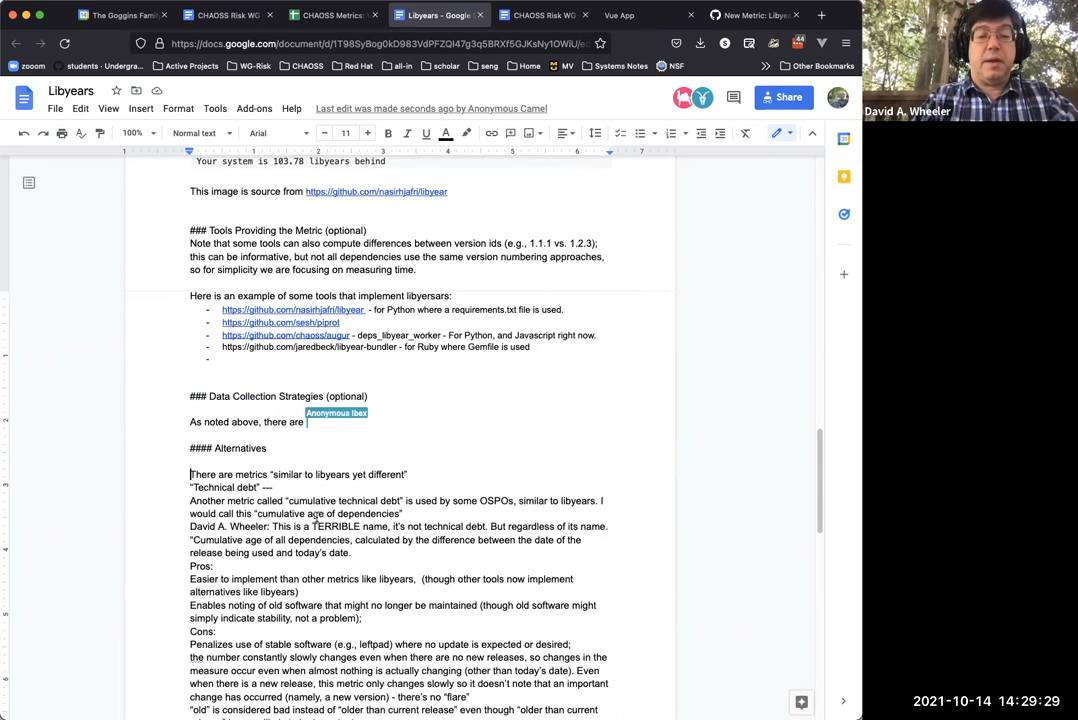 The Goggins Famil
CHAOSS Risk WG
CHAOSS Metrics:
Libyears - Google
CHAOSS Risk WG
Vue App
New Metric: Libyea
https://docs.google.com/document/d/1T98SyBog0kD983VdPFZQI47g3q5BRXf5GJKsNy1OWiU/e
44
zooom
students - Undergra...
Active Projects
WG-Risk
CHAOSS
Red Hat
all-in
scholar
seng
Home
MV
Systems Notes
NSF
Other Bookmarks
Libyears
File Edit View Insert Format Tools Add-ons Help
Last edit was made seconds ago by Anonymous Camel
Share
David A. Wheeler
100%
Normal text
Arial
11
1 1 2 3 4 5 6 7
Your system is 103.78 libyears behind
This image is source from https://github.com/nasirhjafri/libyear
### Tools Providing the Metric (optional)
Note that some tools can also compute differences between version ids (e.g., 1.1.1 vs. 1.2.3);
this can be informative, but not all dependencies use the same version numbering approaches,
so for simplicity we are focusing on measuring time.
Here is an example of some tools that implement libyersars:
- https://github.com/nasirhjafri/libyear - for Python where a requirements.txt file is used.
- https://github.com/sesh/piprot
- https://github.com/chaoss/augur - deps_libyear_worker - For Python, and Javascript right now.
- https://github.com/jaredbeck/libyear-bundler - for Ruby where Gemfile is used
-
### Data Collection Strategies (optional)
Anonymous Ibex
As noted above, there are
#### Alternatives
There are metrics “similar to libyears yet different”
“Technical debt” ---
Another metric called “cumulative technical debt” is used by some OSPOs, similar to libyears. I
would call this “cumulative age of dependencies”
David A. Wheeler: This is a TERRIBLE name, it’s not technical debt. But regardless of its name.
“Cumulative age of all dependencies, calculated by the difference between the date of the
release being used and today’s date.
Pros:
Easier to implement than other metrics like libyears, (though other tools now implement
alternatives like libyears)
Enables noting of old software that might no longer be maintained (though old software might
simply indicate stability, not a problem);
Cons:
Penalizes use of stable software (e.g., leftpad) where no update is expected or desired;
the number constantly slowly changes even when there are no new releases, so changes in the
measure occur even when almost nothing is actually changing (other than today’s date). Even
when there is a new release, this metric only changes slowly so it doesn’t note that an important
change has occurred (namely, a new version) - there’s no “flare”
“old” is considered bad instead of “older than current release” even though “older than current
2021-10-14 14:29:29